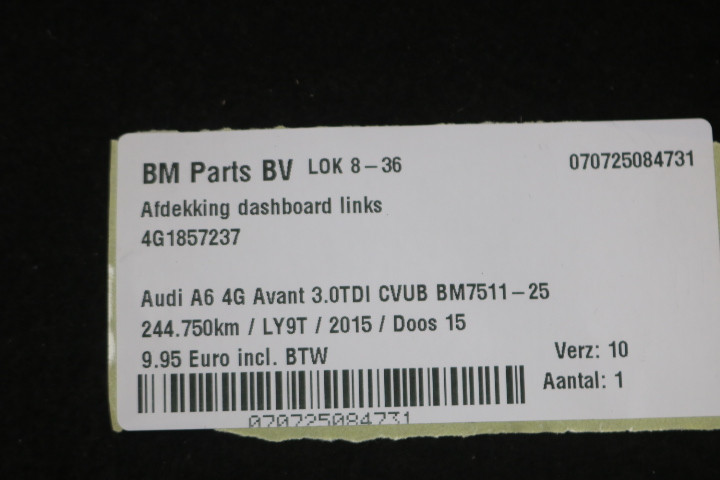 BM Parts BV LOK 8-36 070725084731
Afdekking dashboard links
4G1857237
Audi A6 4G Avant 3.0TDI CVUB BM7511-25
244.750km / LY9T / 2015 / Doos 15
9.95 Euro incl. BTW Verz: 10
Aantal: 1
070725084731